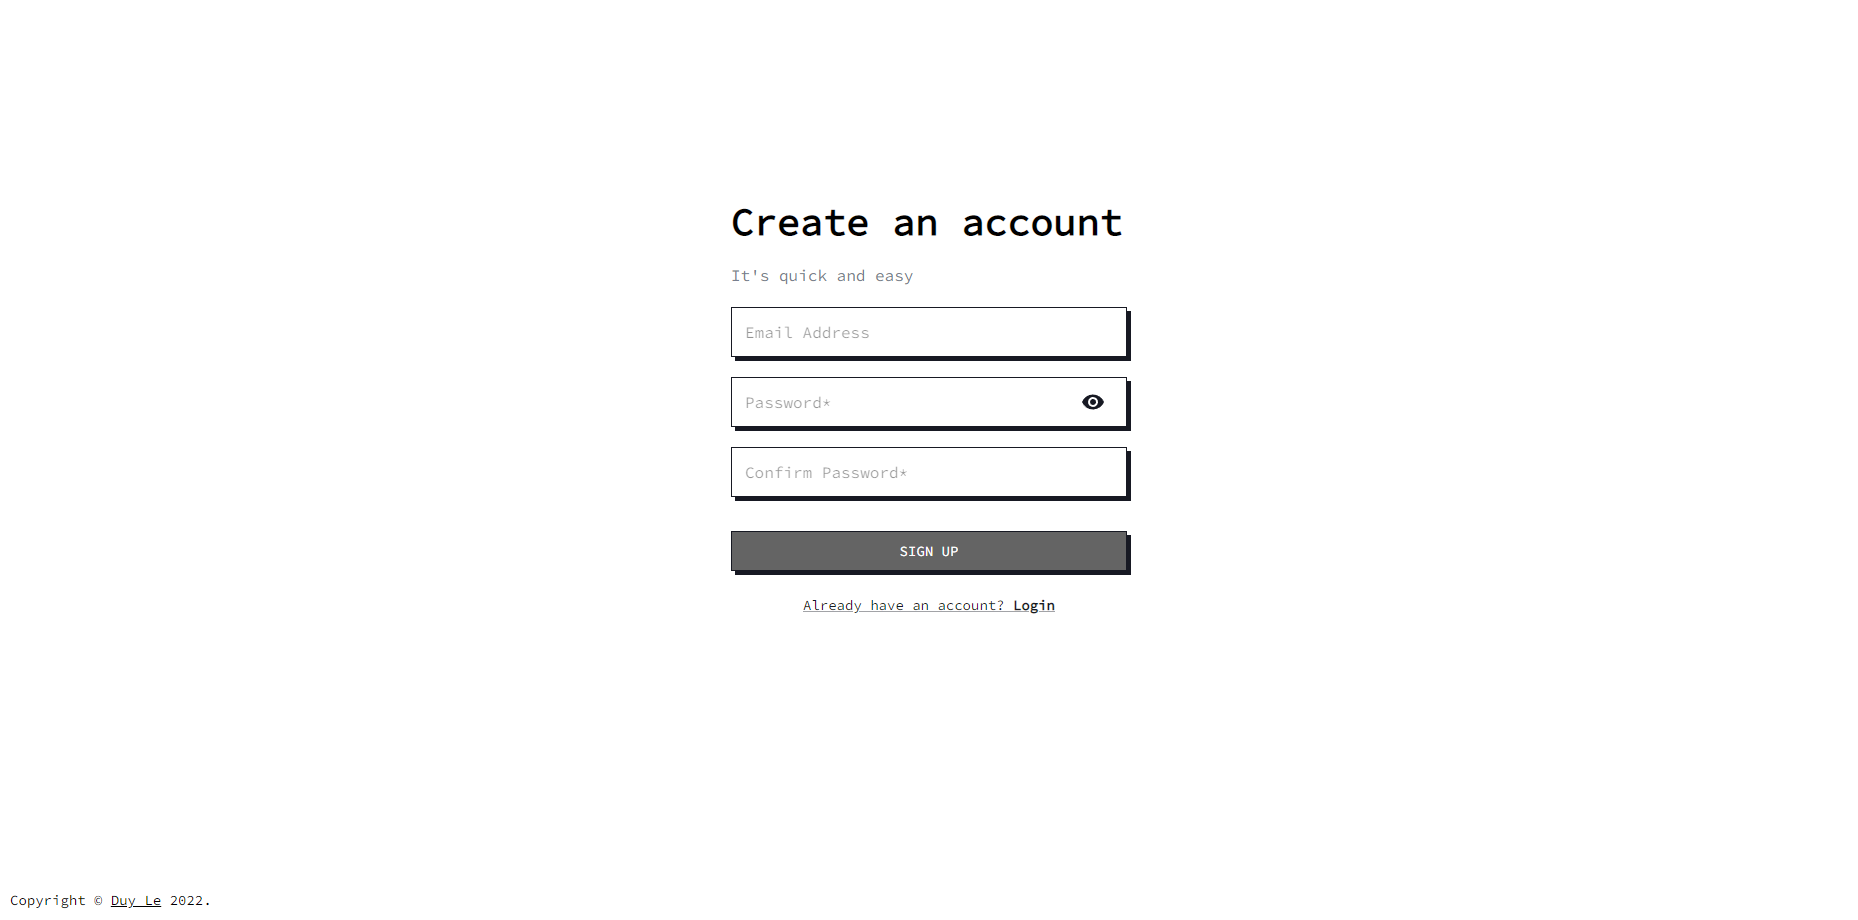 Create an account
It's quick and easy
Email Address
Password*
Confirm Password*
SIGN UP
Already have an account? Login
Copyright © Duy Le 2022.